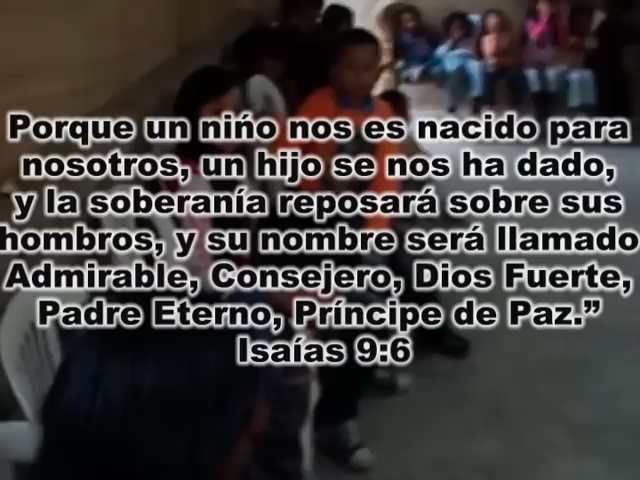 Porque un nińo nos es nacido para
nosotros, un hijo se nos ha dado,
y la soberanía reposará sobre sus
hombros, y su nombre será llamado
Admirable, Consejero, Dios Fuerte,
Padre Eterno, Príncipe de Paz.”
Isaías 9:6